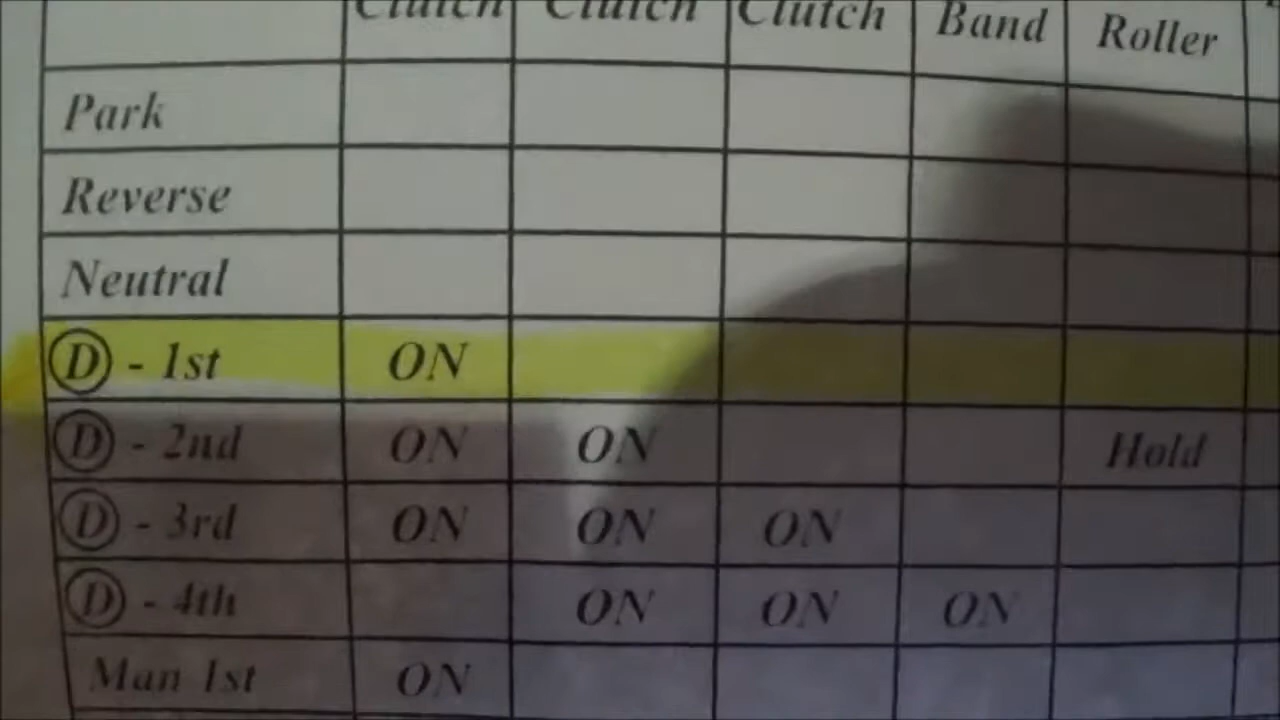 Clutch Clutch Clutch Band Roller
Park
Reverse
Neutral
D - 1st ON
D - 2nd ON ON Hold
D - 3rd ON ON ON
D - 4th ON ON ON
Man 1st ON